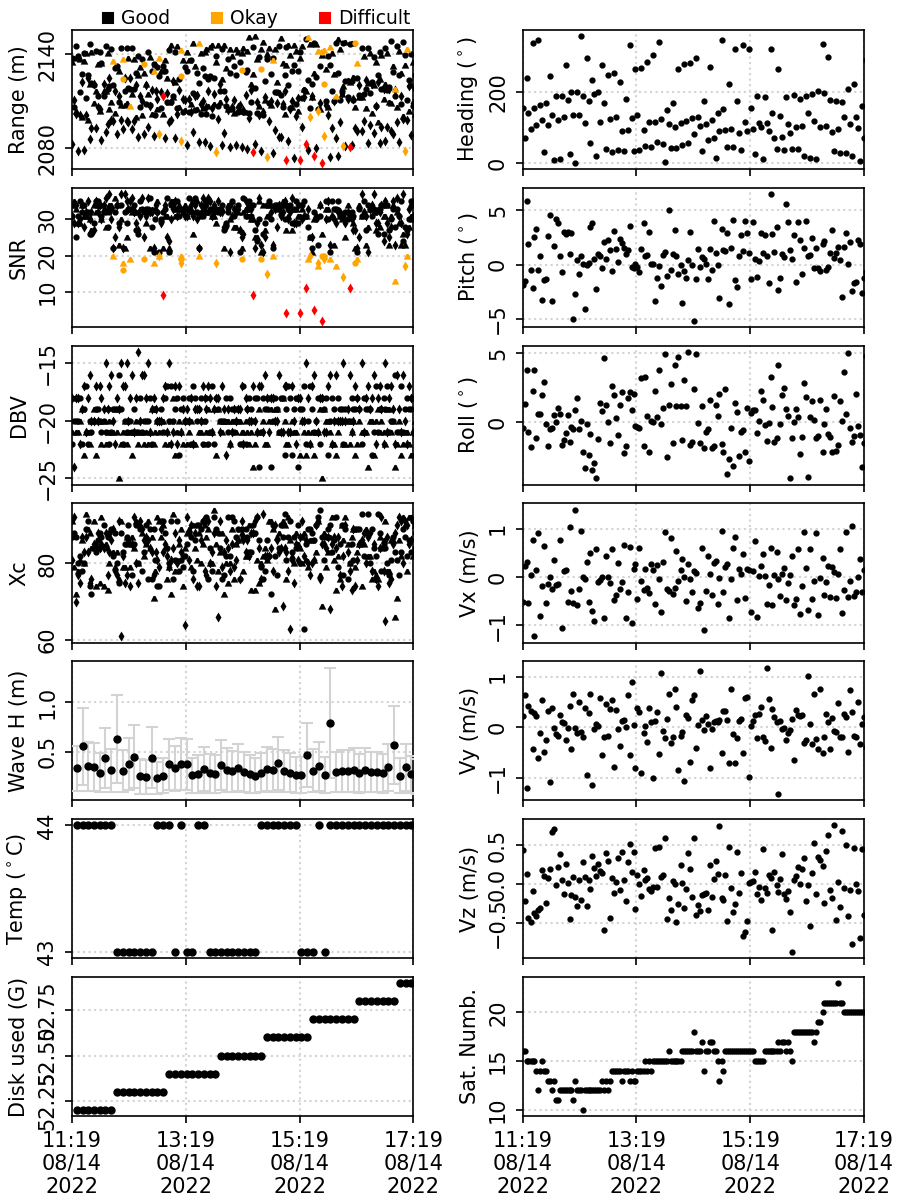 Good Okay Difficult
Range (m)
2140
2080
Heading (°)
200
0
SNR
30
20
10
Pitch (°)
5
0
−5
DBV
−15
−20
−25
Roll (°)
5
0
Xc
80
60
Vx (m/s)
1
0
−1
Wave H (m)
1.0
0.5
Vy (m/s)
1
0
−1
Temp (°C)
44
43
Vz (m/s)
0.5
0.0
−0.5
Disk used (G)
52.75
52.5
52.25
Sat. Numb.
20
15
10
11:19 13:19 15:19 17:19
08/14 08/14 08/14 08/14
2022 2022 2022 2022
11:19 13:19 15:19 17:19
08/14 08/14 08/14 08/14
2022 2022 2022 2022